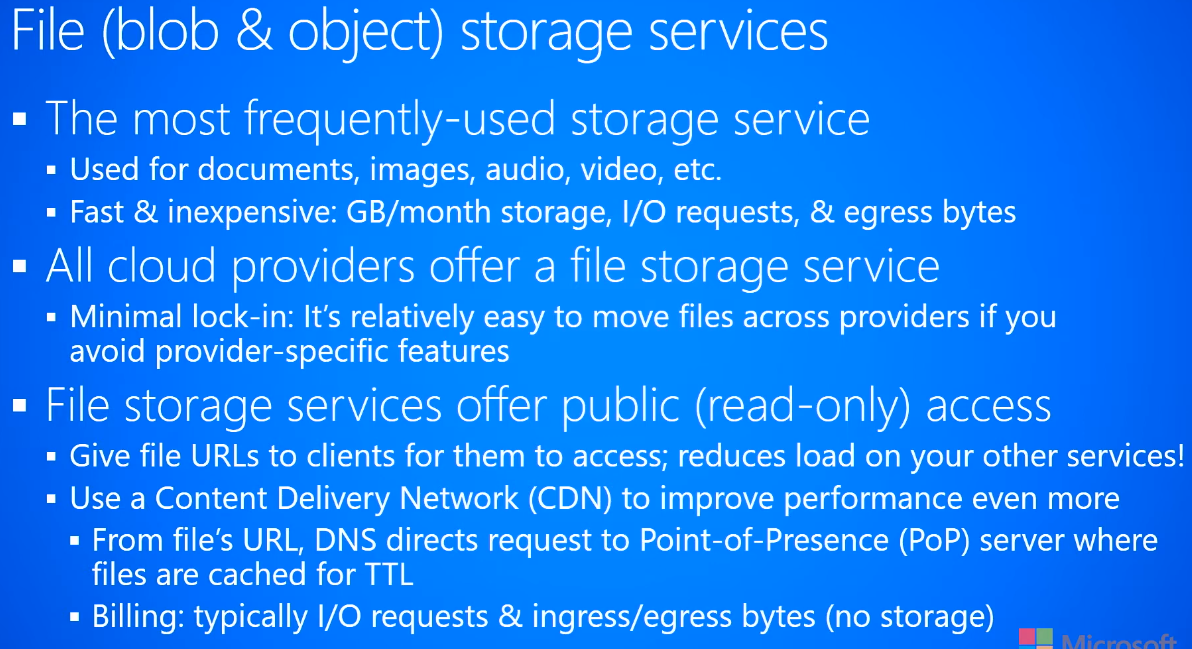 File (blob & object) storage services
▪ The most frequently-used storage service
▪ Used for documents, images, audio, video, etc.
▪ Fast & inexpensive: GB/month storage, I/O requests, & egress bytes
▪ All cloud providers offer a file storage service
▪ Minimal lock-in: It's relatively easy to move files across providers if you
avoid provider-specific features
▪ File storage services offer public (read-only) access
▪ Give file URLs to clients for them to access; reduces load on your other services!
▪ Use a Content Delivery Network (CDN) to improve performance even more
▪ From file's URL, DNS directs request to Point-of-Presence (PoP) server where
files are cached for TTL
▪ Billing: typically I/O requests & ingress/egress bytes (no storage)
Microsoft